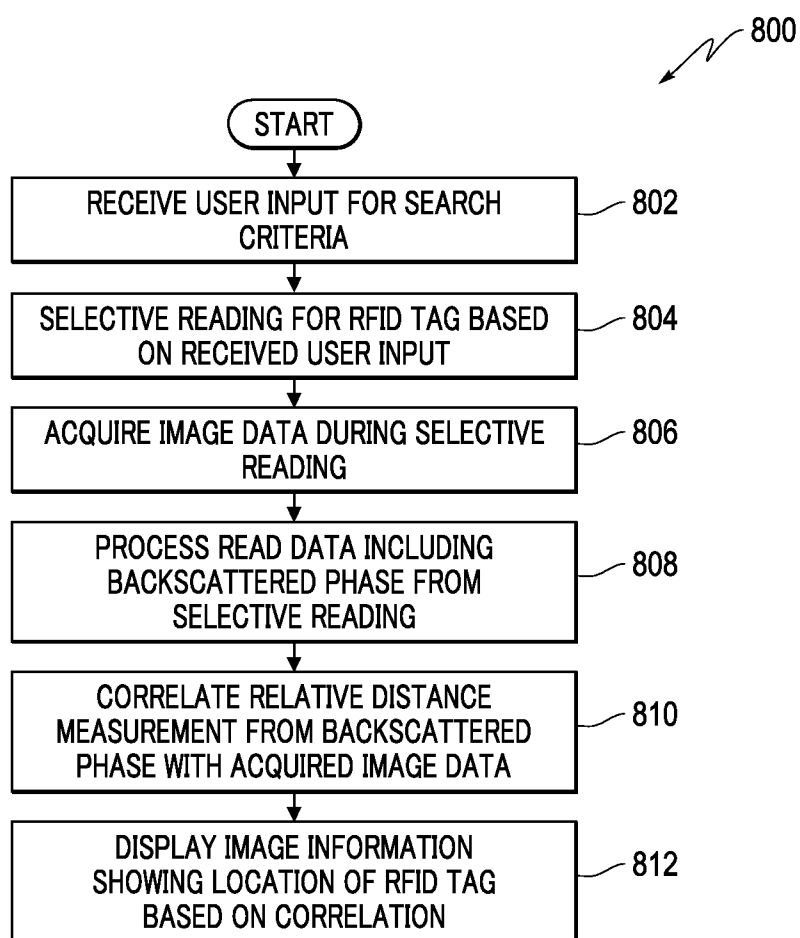 800
START
RECEIVE USER INPUT FOR SEARCH
CRITERIA
802
SELECTIVE READING FOR RFID TAG BASED
ON RECEIVED USER INPUT
804
ACQUIRE IMAGE DATA DURING SELECTIVE
READING
806
PROCESS READ DATA INCLUDING
BACKSCATTERED PHASE FROM
SELECTIVE READING
808
CORRELATE RELATIVE DISTANCE
MEASUREMENT FROM BACKSCATTERED
PHASE WITH ACQUIRED IMAGE DATA
810
DISPLAY IMAGE INFORMATION
SHOWING LOCATION OF RFID TAG
BASED ON CORRELATION
812